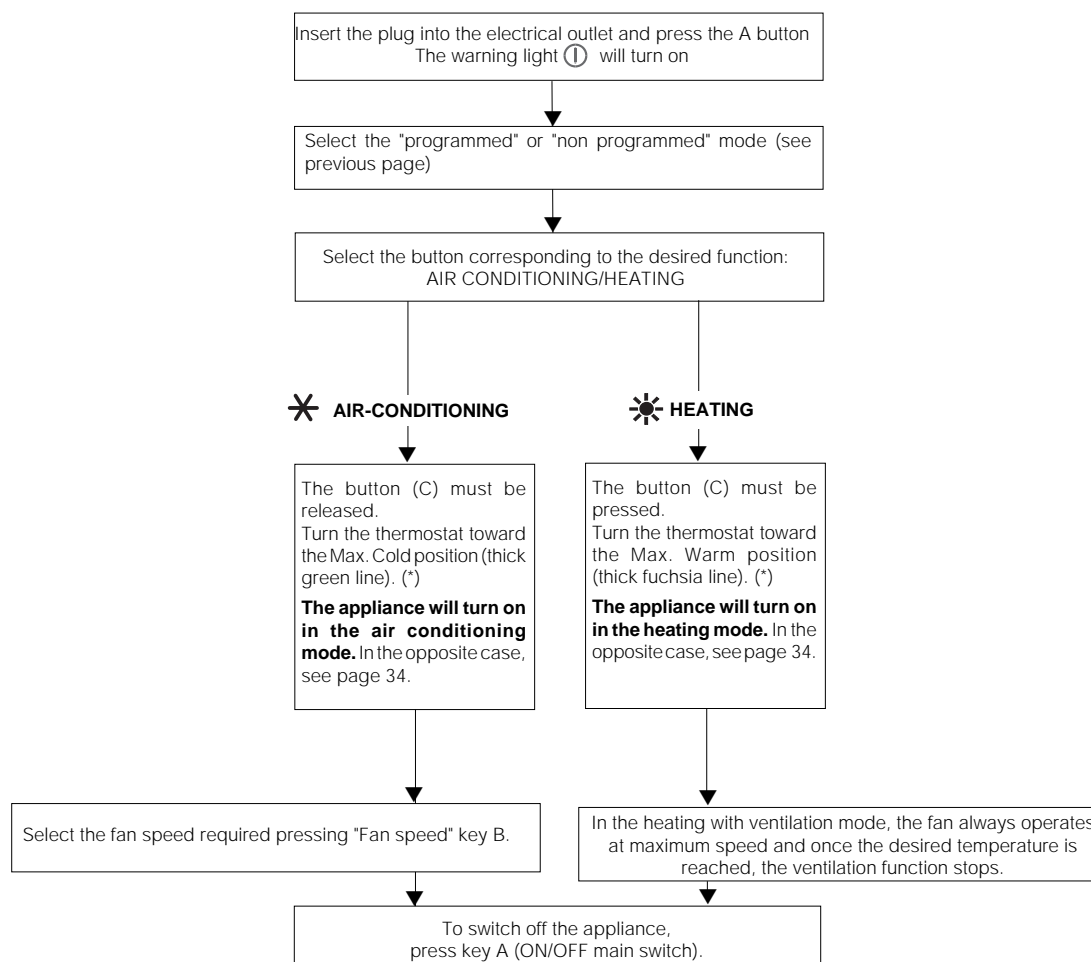 Insert the plug into the electrical outlet and press the A button
The warning light will turn on
Select the "programmed" or "non programmed" mode (see
previous page)
Select the button corresponding to the desired function:
AIR CONDITIONING/HEATING
AIR-CONDITIONING
HEATING
The button (C) must be
released.
Turn the thermostat toward
the Max. Cold position (thick
green line). (*)
The appliance will turn on
in the air conditioning
mode. In the opposite case,
see page 34.
The button (C) must be
pressed.
Turn the thermostat toward
the Max. Warm position
(thick fuchsia line). (*)
The appliance will turn on
in the heating mode. In the
opposite case, see page 34.
Select the fan speed required pressing "Fan speed" key B.
In the heating with ventilation mode, the fan always operates
at maximum speed and once the desired temperature is
reached, the ventilation function stops.
To switch off the appliance,
press key A (ON/OFF main switch).